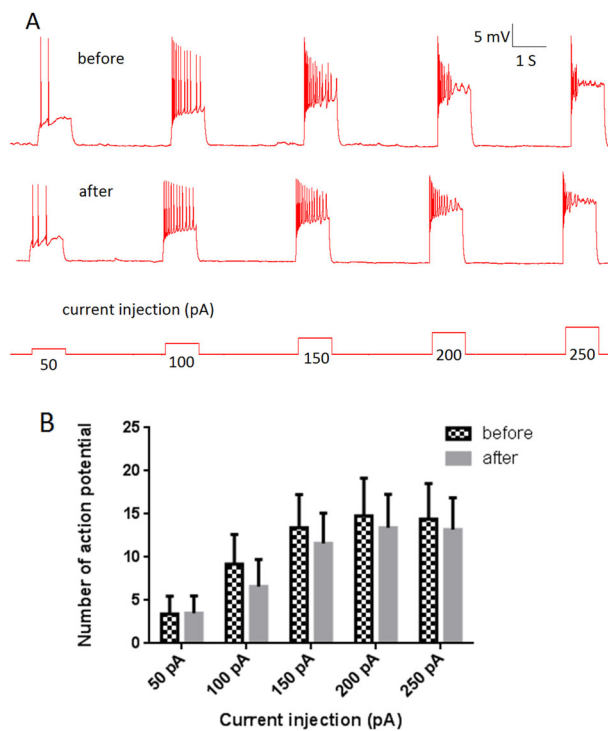 A
before
5 mV
1 S
after
current injection (pA)
50
100
150
200
250
B
Number of action potential
25
20
15
10
5
0
before
after
50 pA
100 pA
150 pA
200 pA
250 pA
Current injection (pA)